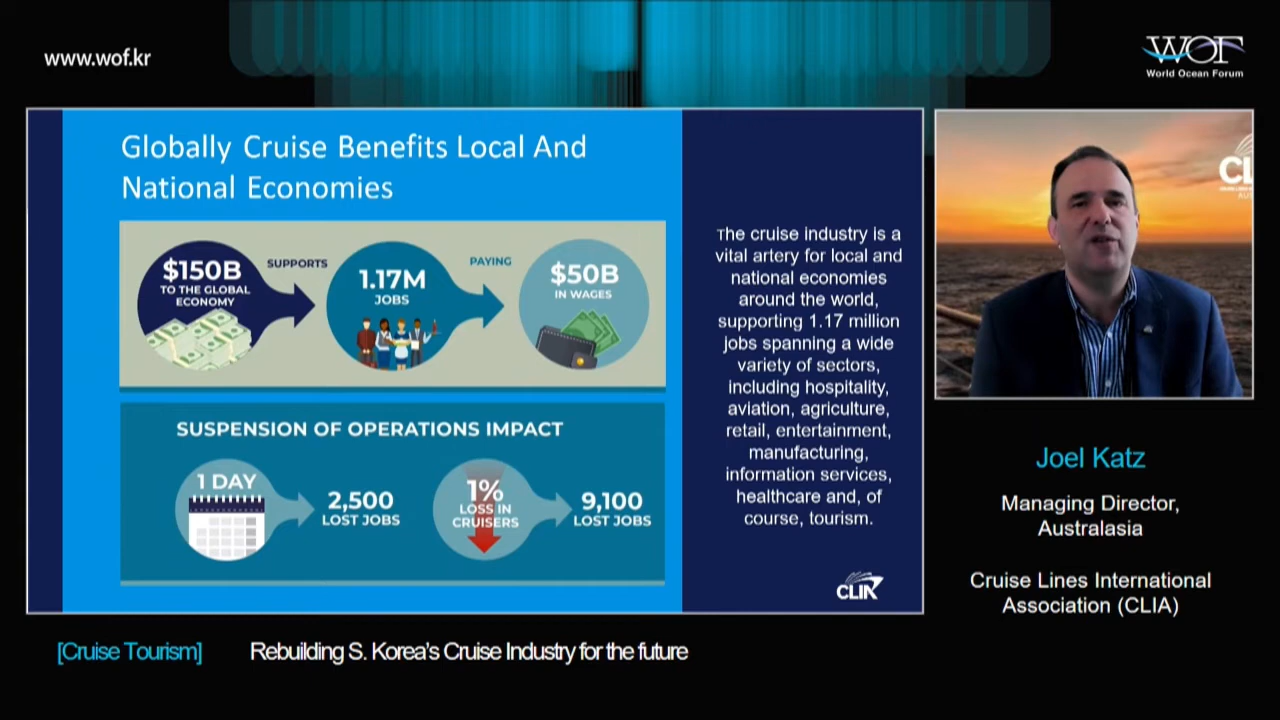 www.wof.kr
WOF
World Ocean Forum
Globally Cruise Benefits Local And
National Economies
$150B
TO THE GLOBAL
ECONOMY
SUPPORTS
1.17M
JOBS
PAYING
$50B
IN WAGES
SUSPENSION OF OPERATIONS IMPACT
1 DAY
2,500
LOST JOBS
1%
LOSS IN
CRUISERS
9,100
LOST JOBS
The cruise industry is a
vital artery for local and
national economies
around the world,
supporting 1.17 million
jobs spanning a wide
variety of sectors,
including hospitality,
aviation, agriculture,
retail, entertainment,
manufacturing,
information services,
healthcare and, of
course, tourism.
CLIA
Joel Katz
Managing Director,
Australasia
Cruise Lines International
Association (CLIA)
[Cruise Tourism] Rebuilding S. Korea's Cruise Industry for the future